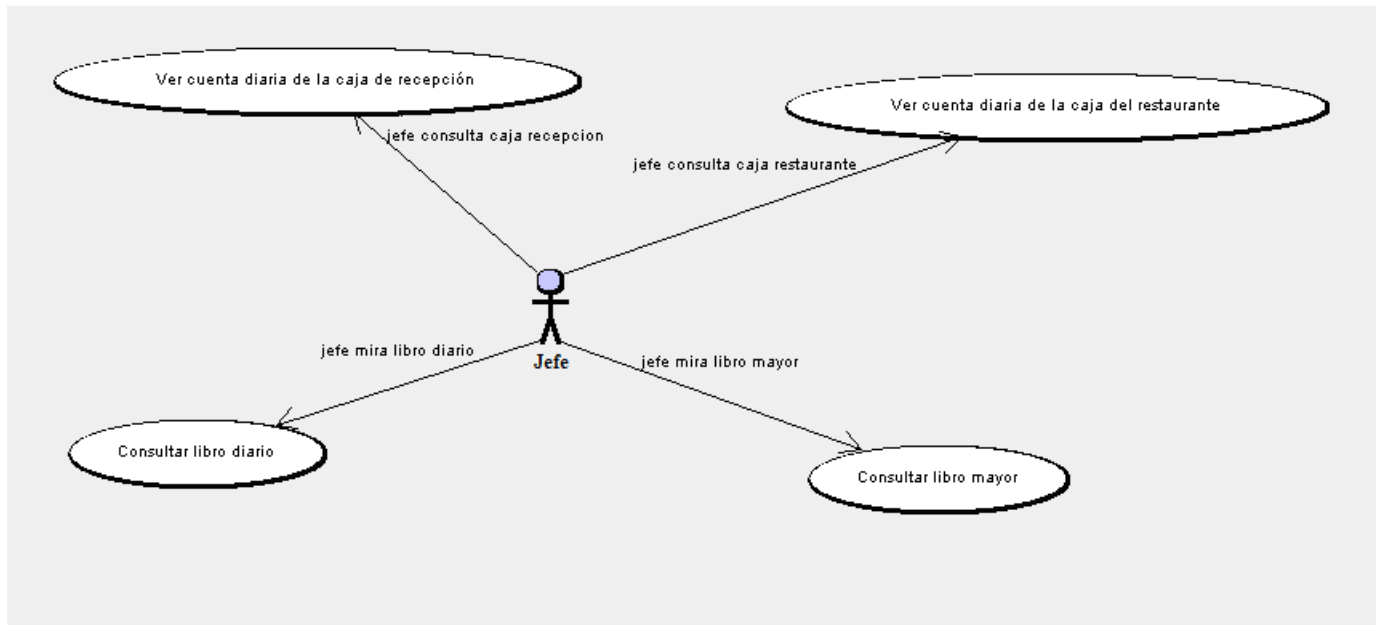 Ver cuenta diaria de la caja de recepción
Ver cuenta diaria de la caja del restaurante
jefe consulta caja recepcion
jefe consulta caja restaurante
jefe mira libro diario
Jefe
jefe mira libro mayor
Consultar libro diario
Consultar libro mayor